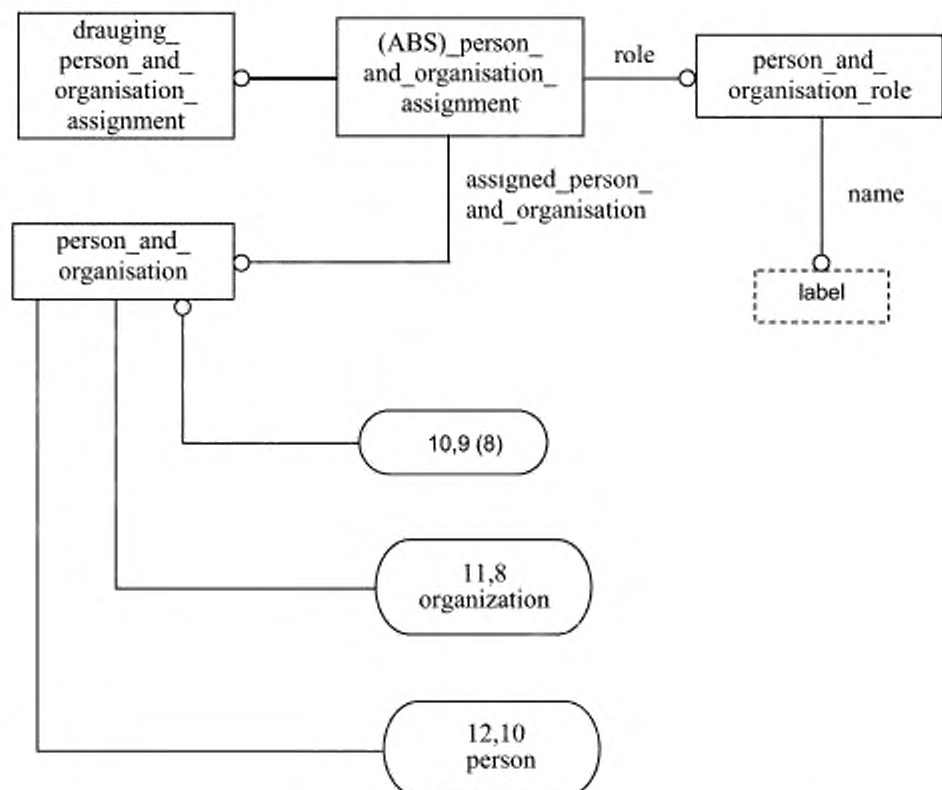 drauging_
person_and_
organisation_
assignment
(ABS)_person_
and_organisation_
assignment
role
person_and_
organisation_role
assigned_person_
and_organisation
name
person_and_
organisation
label
10,9 (8)
11,8
organization
12,10
person